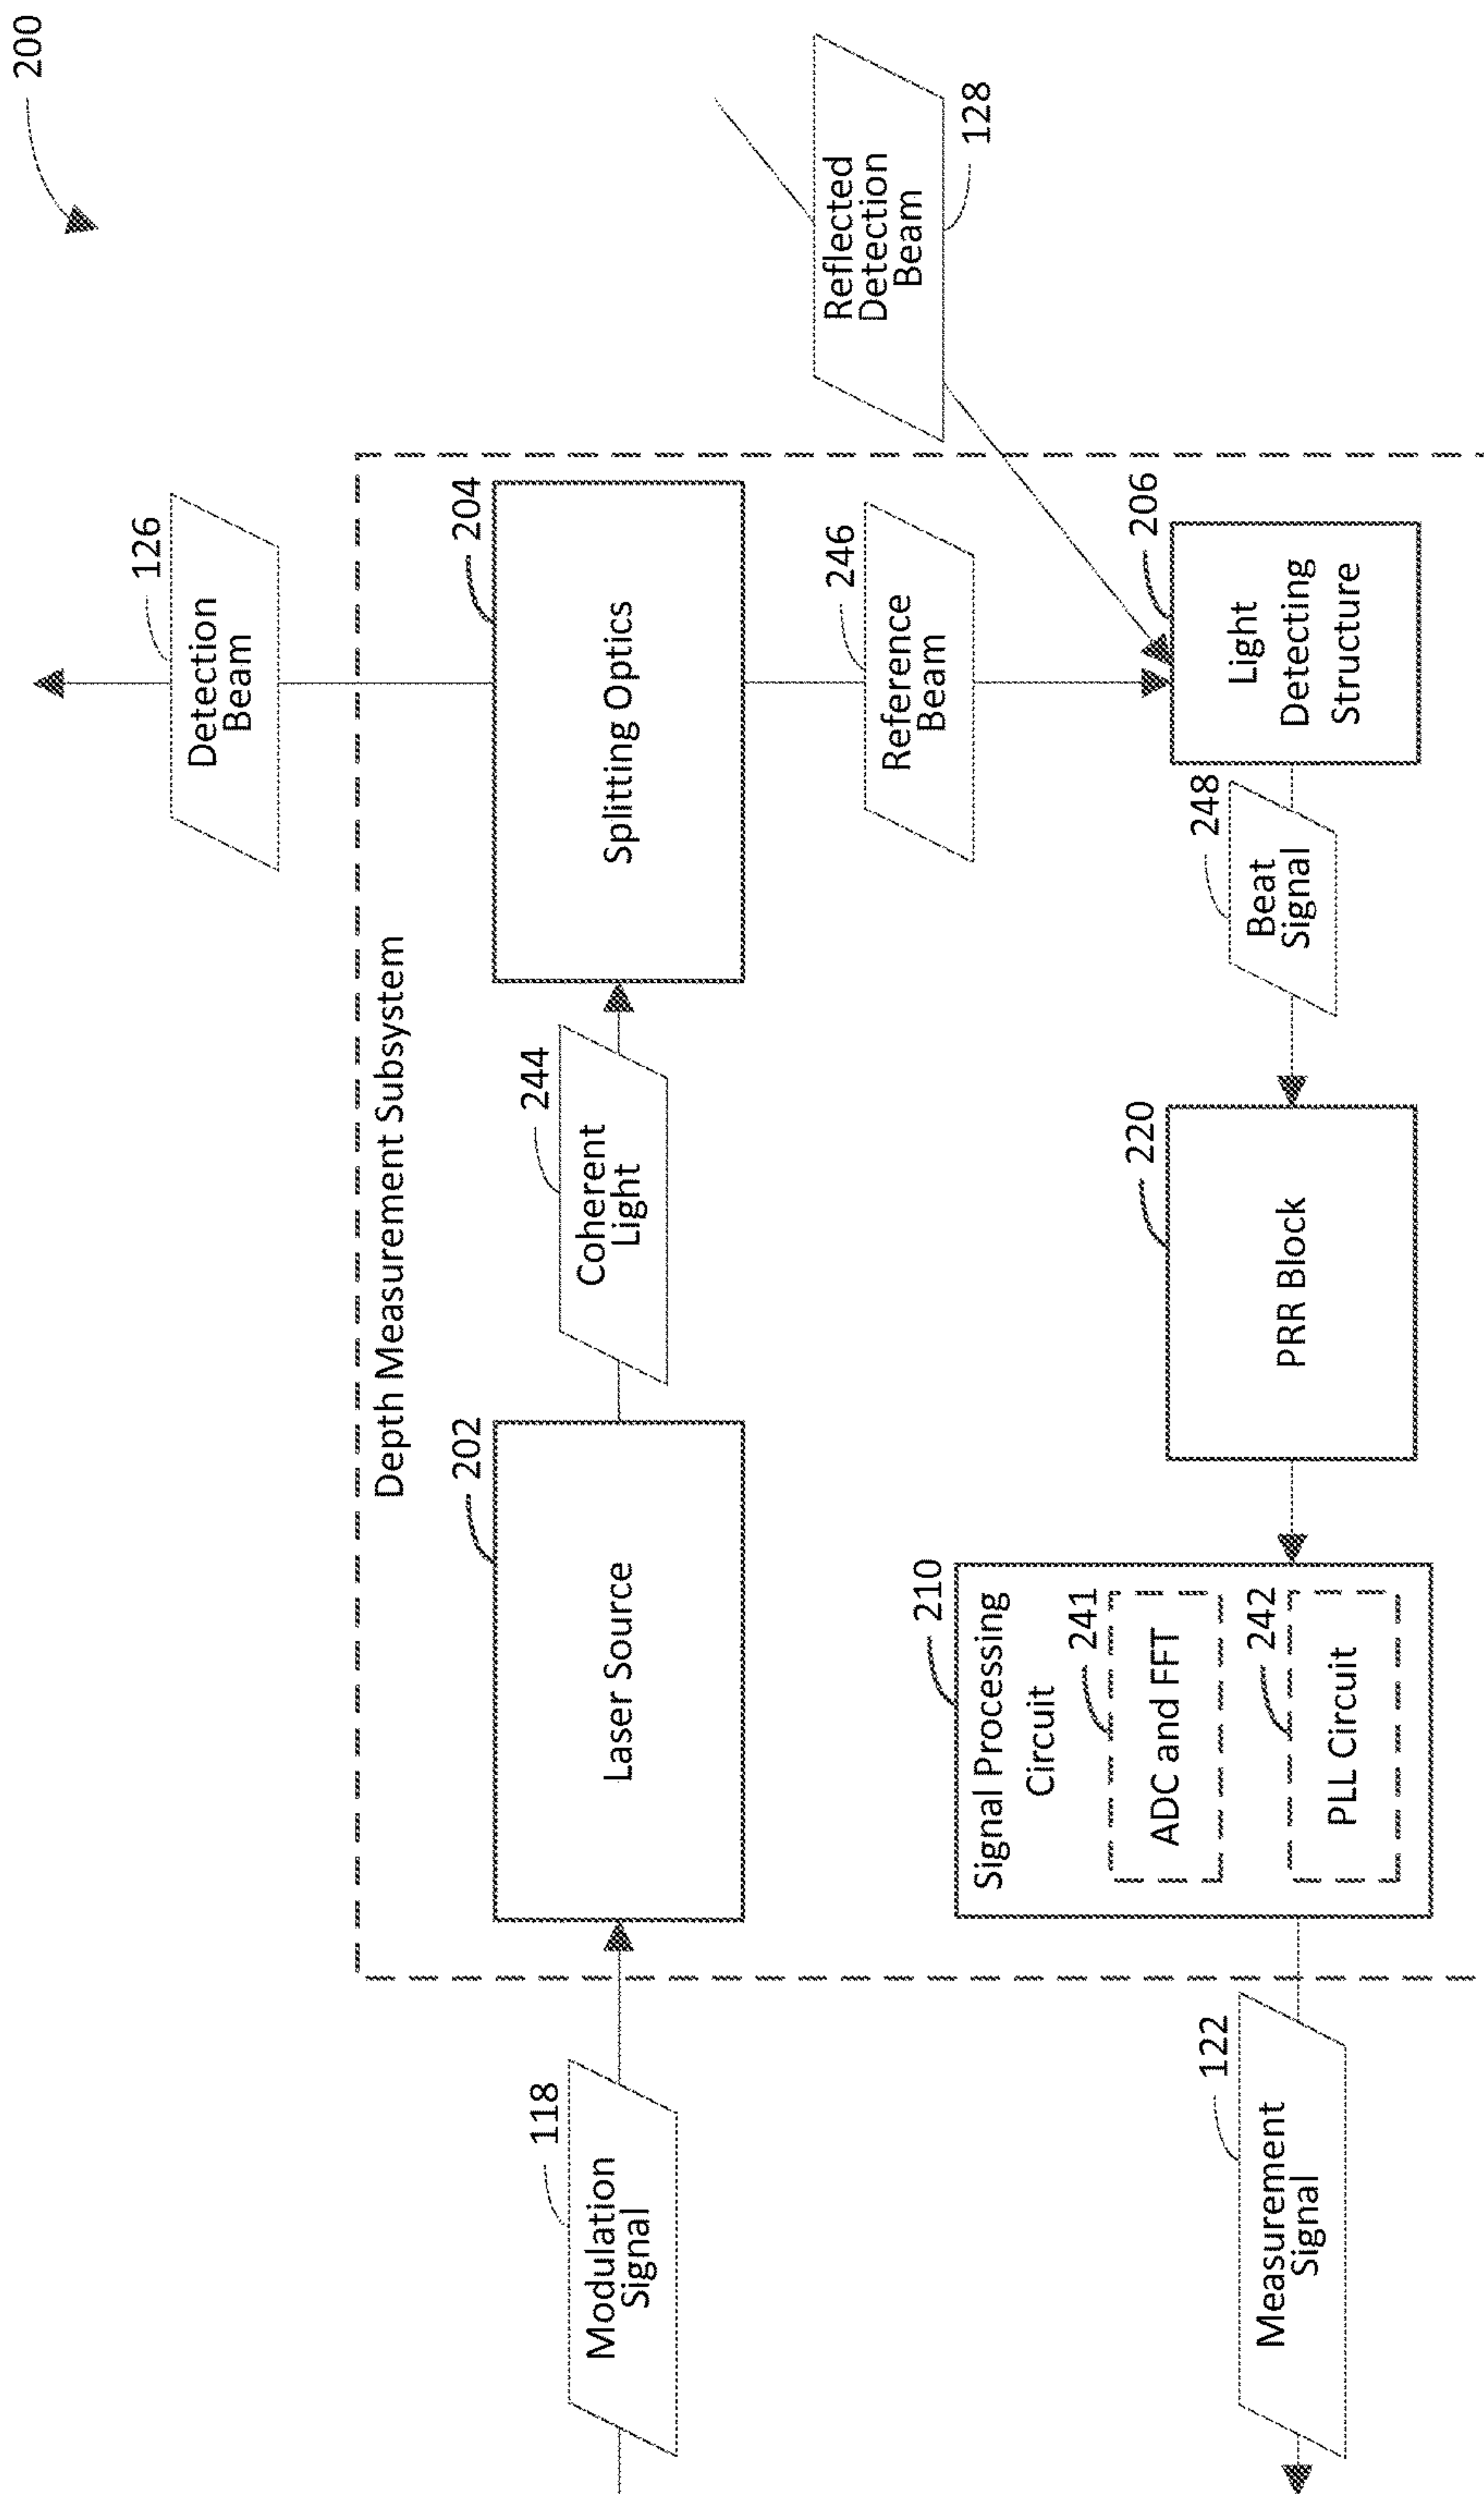 200
126
Detection
Beam
Depth Measurement Subsystem
118
Modulation
Signal
202
Laser Source
244
Coherent
Light
204
Splitting Optics
246
Reference
Beam
Reflected
Detection
Beam
128
122
Measurement
Signal
210
Signal Processing
Circuit
241
ADC and FFT
242
PLL Circuit
220
PRR Block
248
Beat
Signal
206
Light
Detecting
Structure